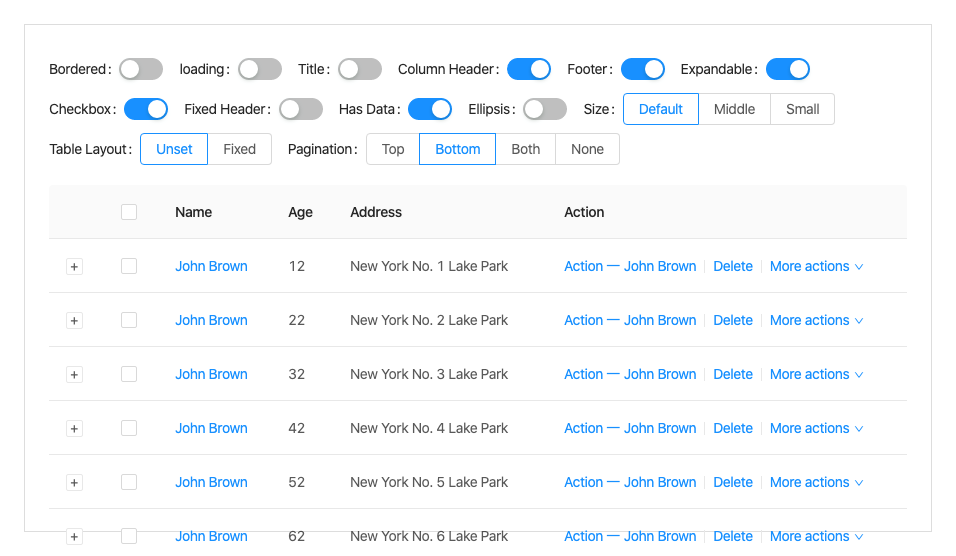 Bordered: loading: Title: Column Header: Footer: Expandable:
Checkbox: Fixed Header: Has Data: Ellipsis: Size: Default Middle Small
Table Layout: Unset Fixed Pagination: Top Bottom Both None
Name Age Address Action
+ John Brown 12 New York No. 1 Lake Park Action 一 John Brown Delete More actions
+ John Brown 22 New York No. 2 Lake Park Action 一 John Brown Delete More actions
+ John Brown 32 New York No. 3 Lake Park Action 一 John Brown Delete More actions
+ John Brown 42 New York No. 4 Lake Park Action 一 John Brown Delete More actions
+ John Brown 52 New York No. 5 Lake Park Action 一 John Brown Delete More actions
+ John Brown 62 New York No. 6 Lake Park Action 一 John Brown Delete More actions